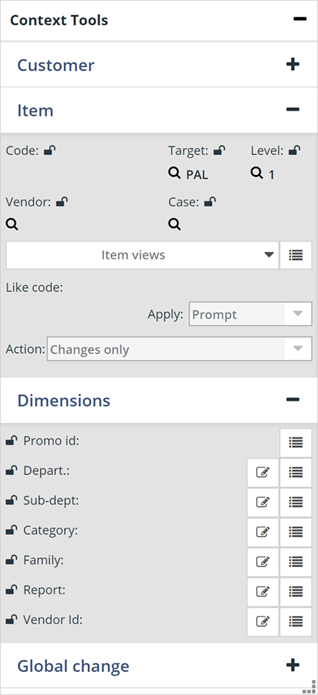 Context Tools
Customer
Item
Code: Target: Level:
PAL 1
Vendor: Case:
Item views
Like code:
Apply: Prompt
Action: Changes only
Dimensions
Promo id:
Depart.:
Sub-dept:
Category:
Family:
Report:
Vendor Id:
Global change